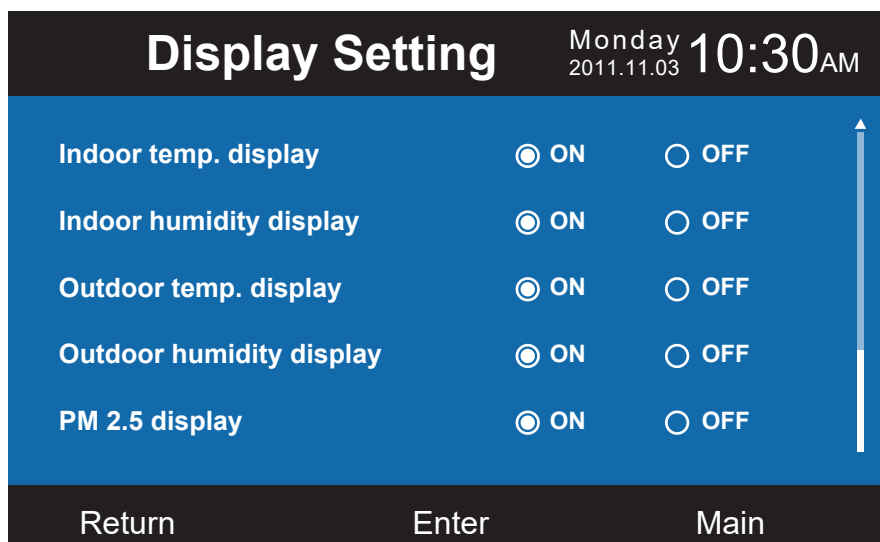 Display Setting
Monday
2011.11.03
10:30AM
Indoor temp. display ON OFF
Indoor humidity display ON OFF
Outdoor temp. display ON OFF
Outdoor humidity display ON OFF
PM 2.5 display ON OFF
Return Enter Main